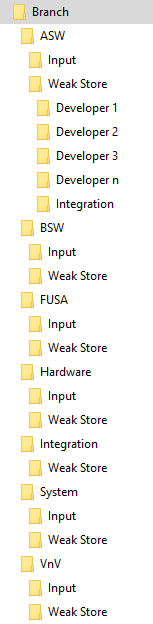 Branch
ASW
Input
Weak Store
Developer 1
Developer 2
Developer 3
Developer n
Integration
BSW
Input
Weak Store
FUSA
Input
Weak Store
Hardware
Input
Weak Store
Integration
Weak Store
System
Input
Weak Store
VnV
Input
Weak Store